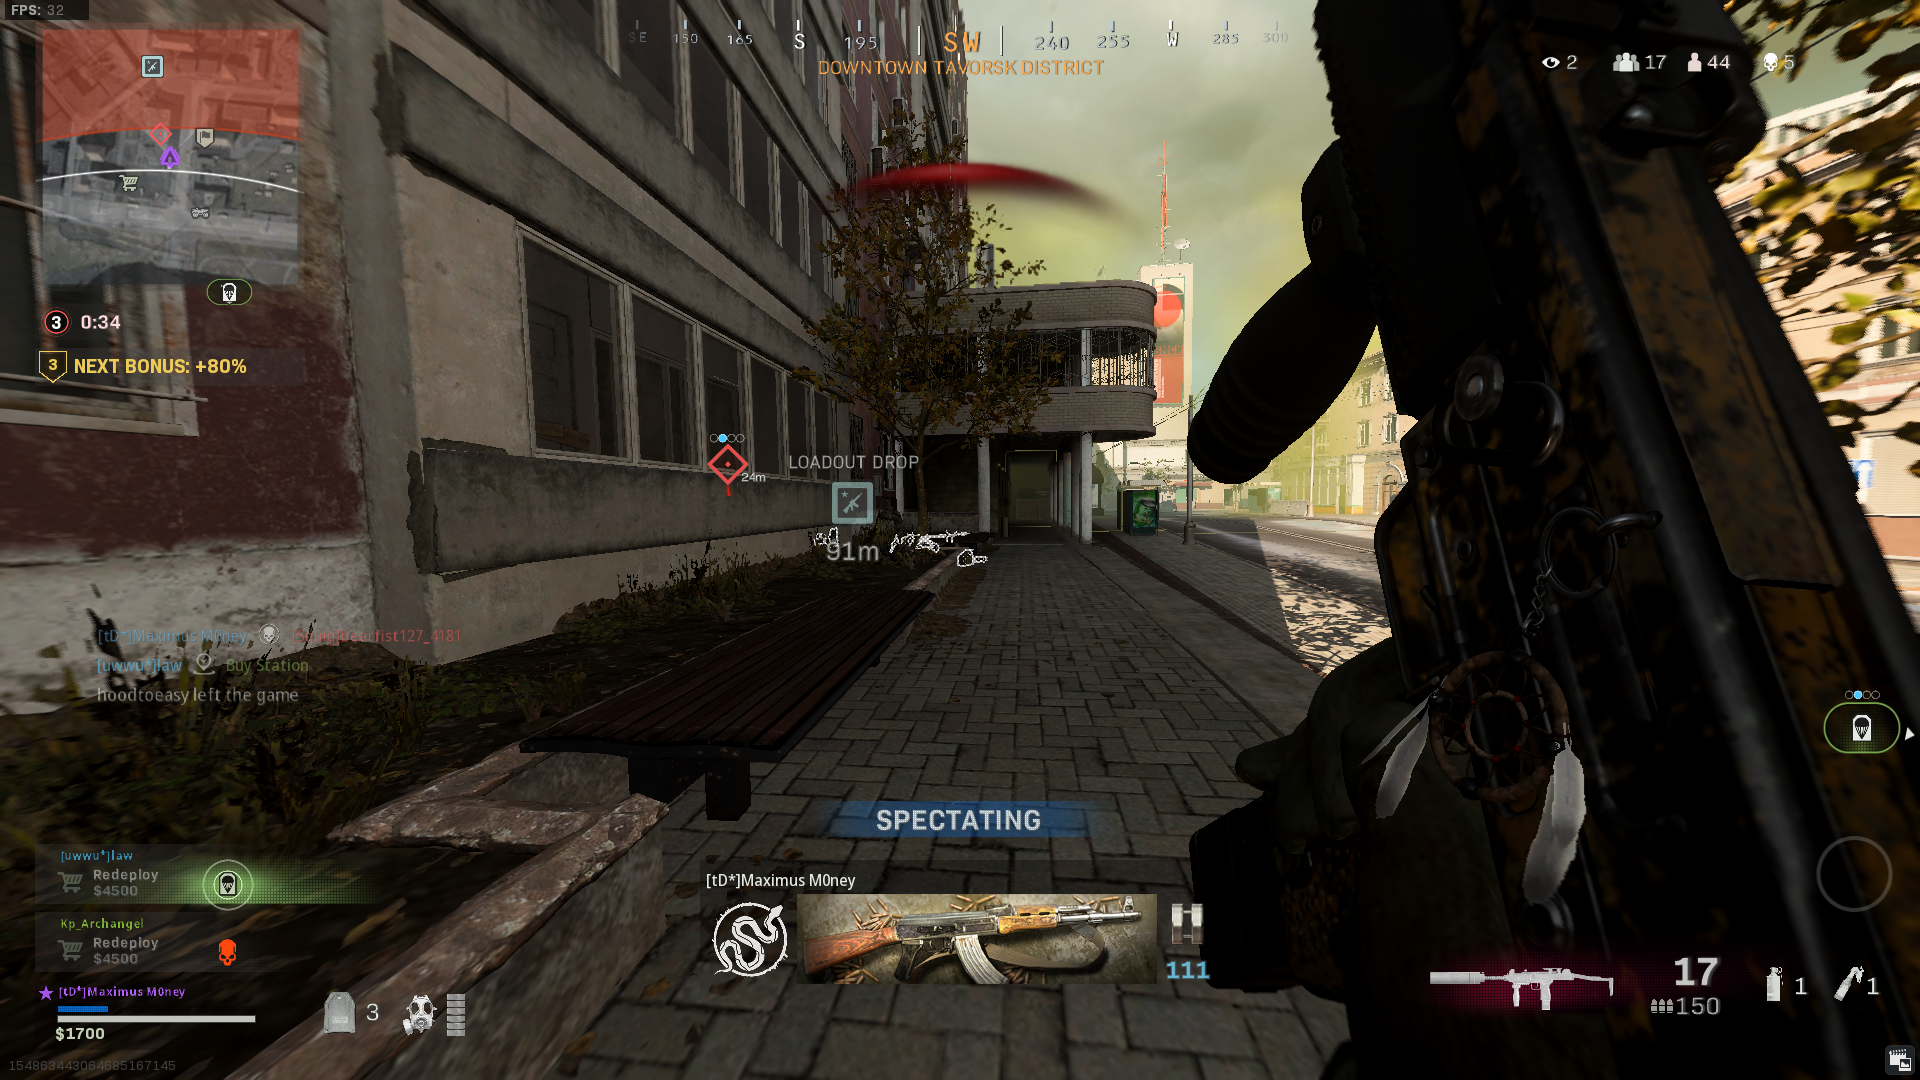 FPS: 32
SE 150 165 S 195 SW 240 255 W 285 300
DOWNTOWN TAVORSK DISTRICT
2 17 44 5
3 0:34
3 NEXT BONUS: +80%
24m
LOADOUT DROP
91m
[tD*]Maximus M0ney
[uwwu*]law Buy Station
hoodtoeasy left the game
SPECTATING
[uwwu*]law
Redeploy
$4500
Kp_Archangel
Redeploy
$4500
[tD*]Maximus M0ney
$1700
3
[tD*]Maximus M0ney
111
17
150
1
1
154863443064685167145